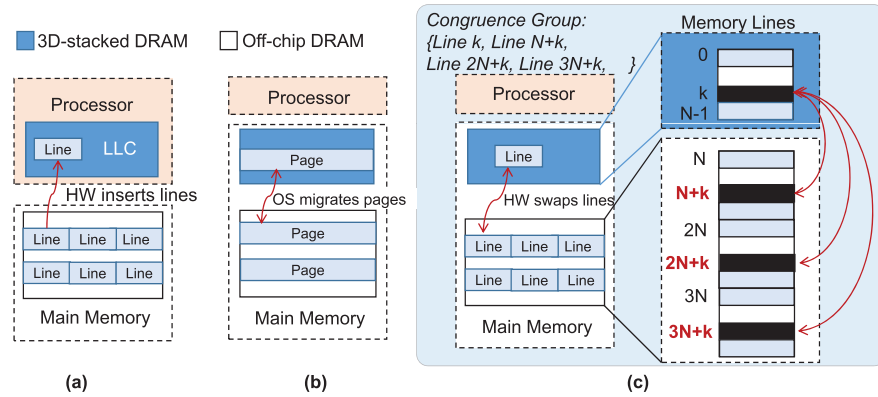 3D-stacked DRAM
Off-chip DRAM
Processor
Line
LLC
HW inserts lines
Line Line Line
Line Line Line
Main Memory
(a)
Processor
Page
OS migrates pages
Page
Page
Main Memory
(b)
Congruence Group:
{Line k, Line N+k,
Line 2N+k, Line 3N+k, }
Processor
Line
HW swaps lines
Line Line Line
Line Line Line
Main Memory
Memory Lines
0
k
N-1
N
N+k
2N
2N+k
3N
3N+k
(c)